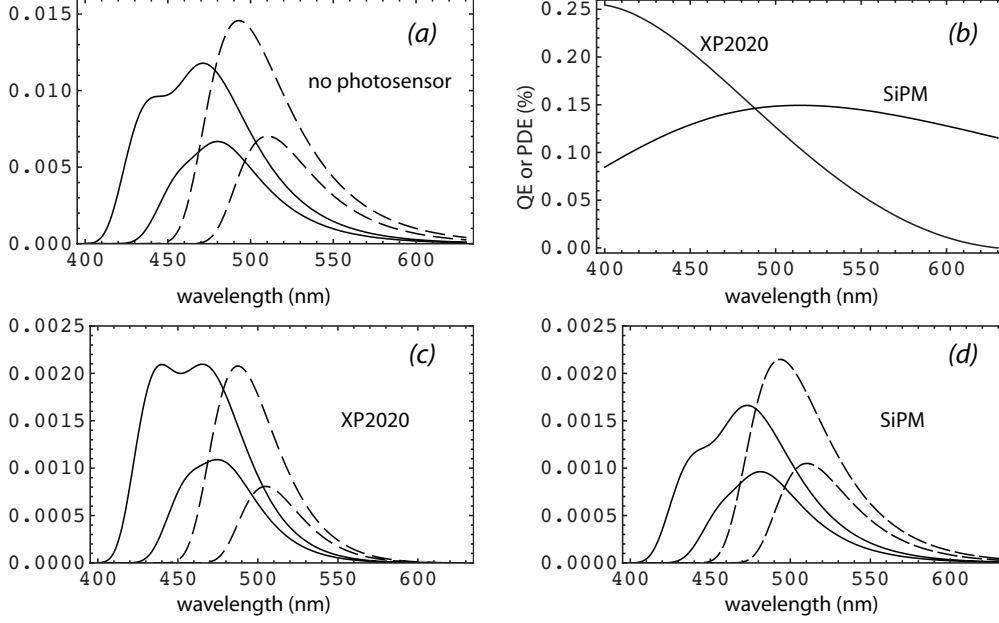 0.015
0.010
0.005
0.000
(a)
no photosensor
400 450 500 550 600
wavelength (nm)
QE or PDE (%)
0.25
0.20
0.15
0.10
0.05
0.00
(b)
XP2020
SiPM
400 450 500 550 600
wavelength (nm)
0.0025
0.0020
0.0015
0.0010
0.0005
0.0000
(c)
XP2020
400 450 500 550 600
wavelength (nm)
0.0025
0.0020
0.0015
0.0010
0.0005
0.0000
(d)
SiPM
400 450 500 550 600
wavelength (nm)